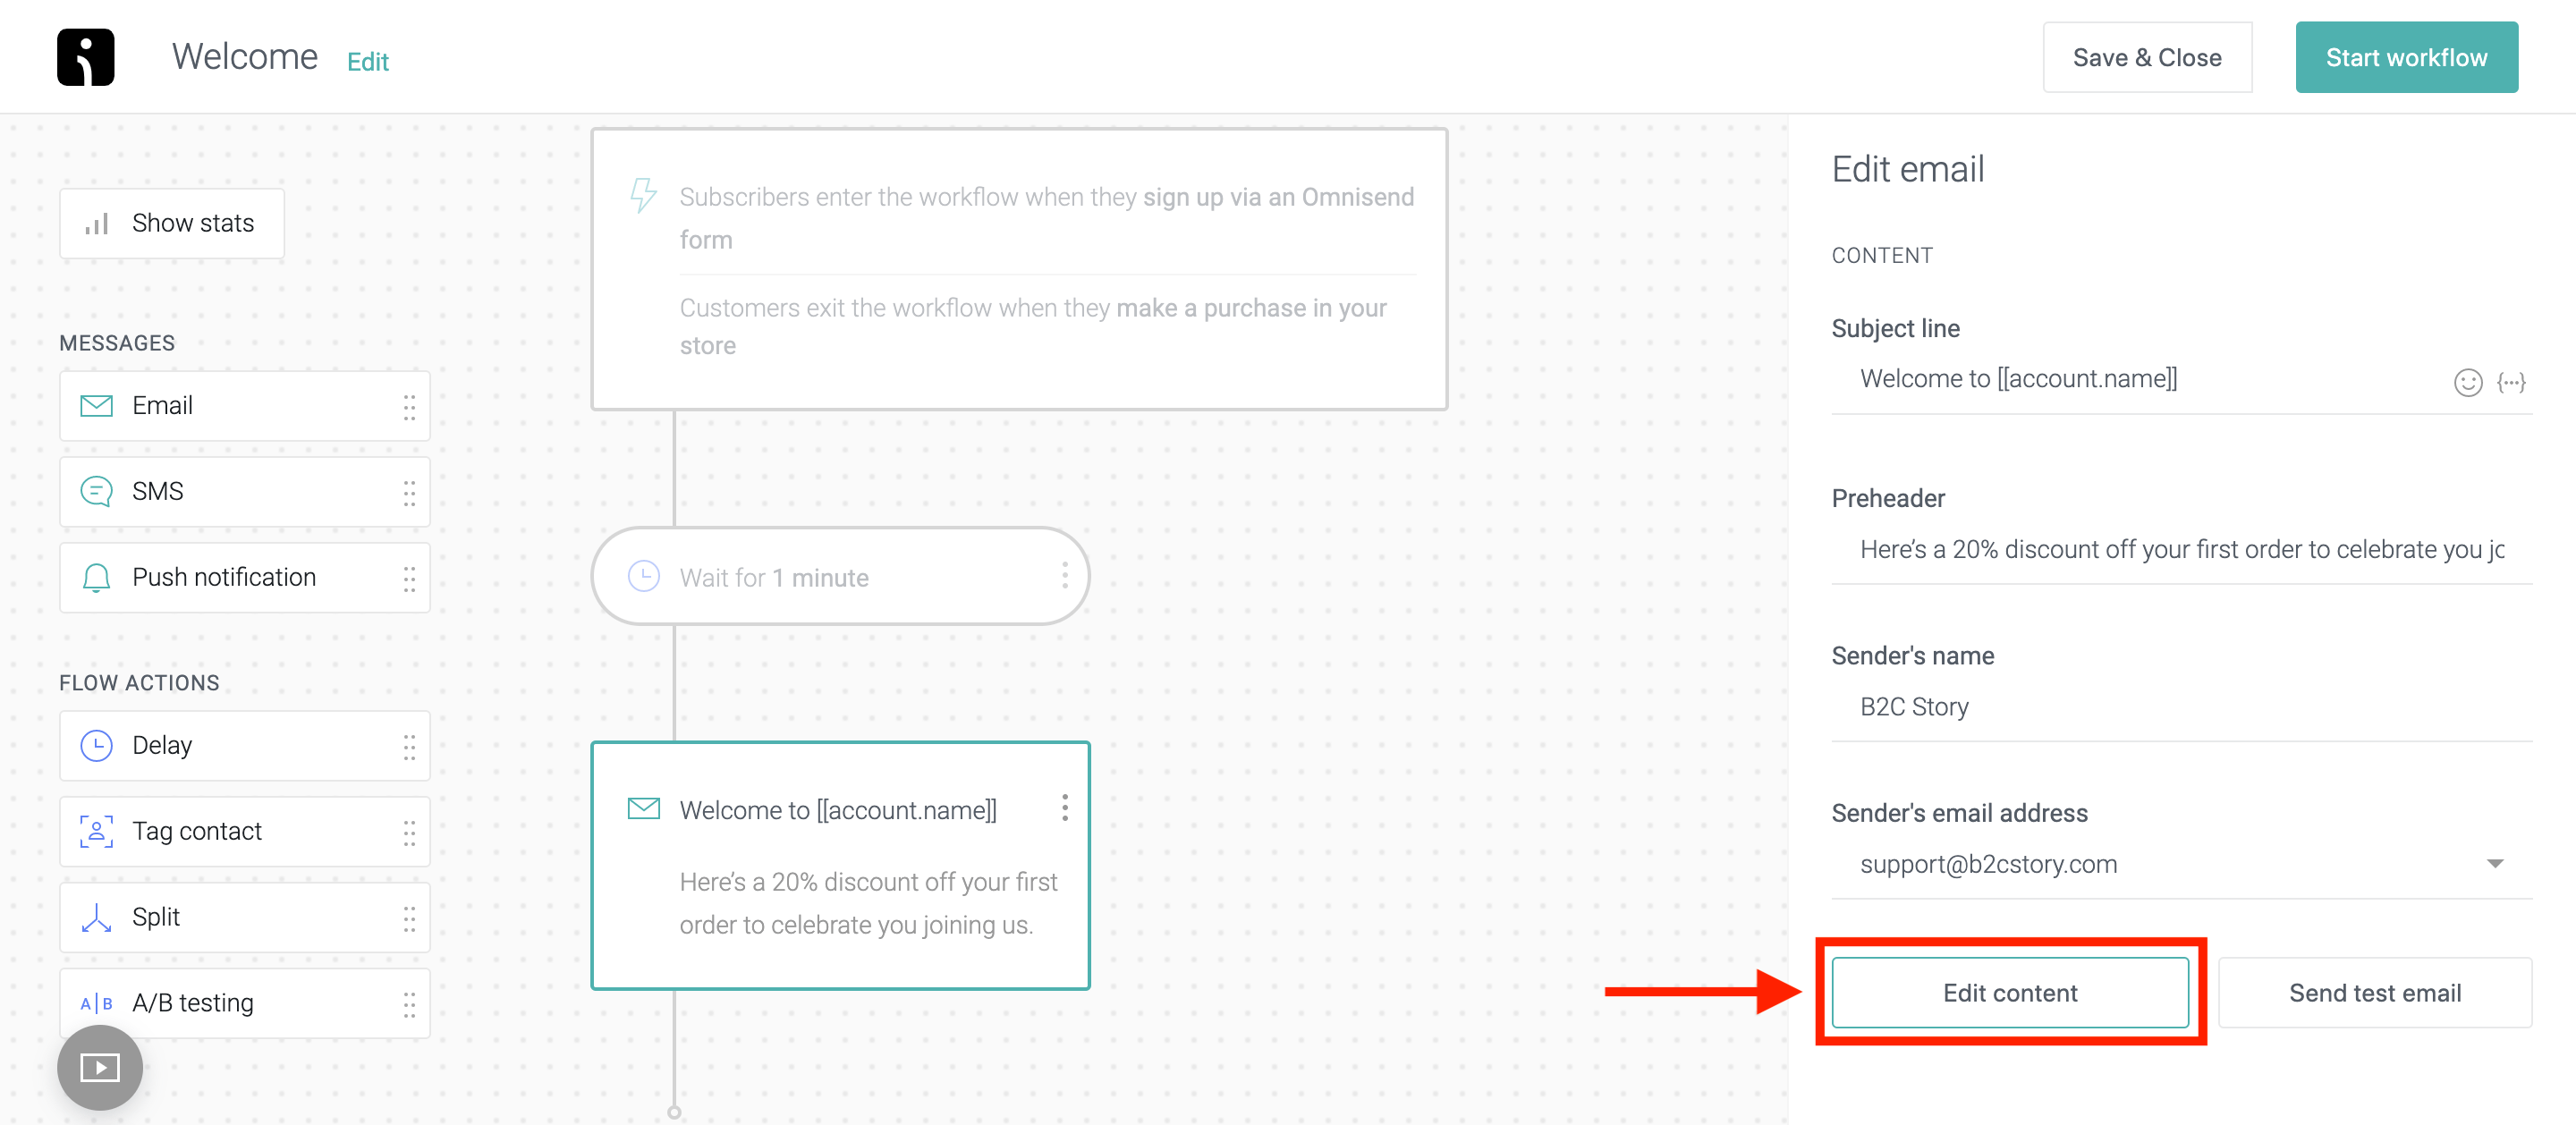 Welcome Edit
Save & Close
Start workflow
Show stats
MESSAGES
Email
SMS
Push notification
FLOW ACTIONS
Delay
Tag contact
Split
A|B A/B testing
Subscribers enter the workflow when they sign up via an Omnisend
form
Customers exit the workflow when they make a purchase in your
store
Wait for 1 minute
Welcome to [[account.name]]
Here’s a 20% discount off your first
order to celebrate you joining us.
Edit email
CONTENT
Subject line
Welcome to [[account.name]]
Preheader
Here’s a 20% discount off your first order to celebrate you jc
Sender's name
B2C Story
Sender's email address
support@b2cstory.com
Edit content
Send test email